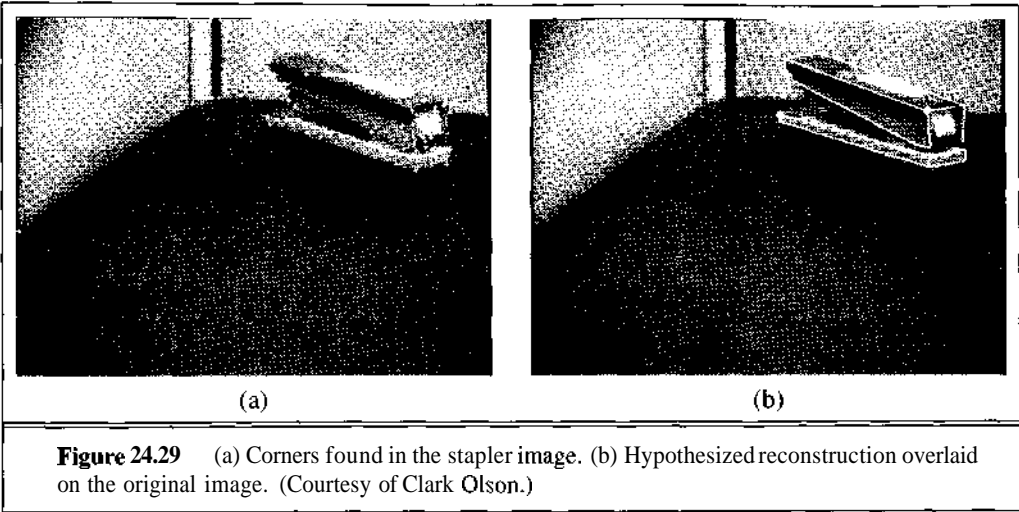 (a)
(b)
Figure 24.29 (a) Corners found in the stapler image. (b) Hypothesized reconstruction overlaid
on the original image. (Courtesy of Clark Olson.)